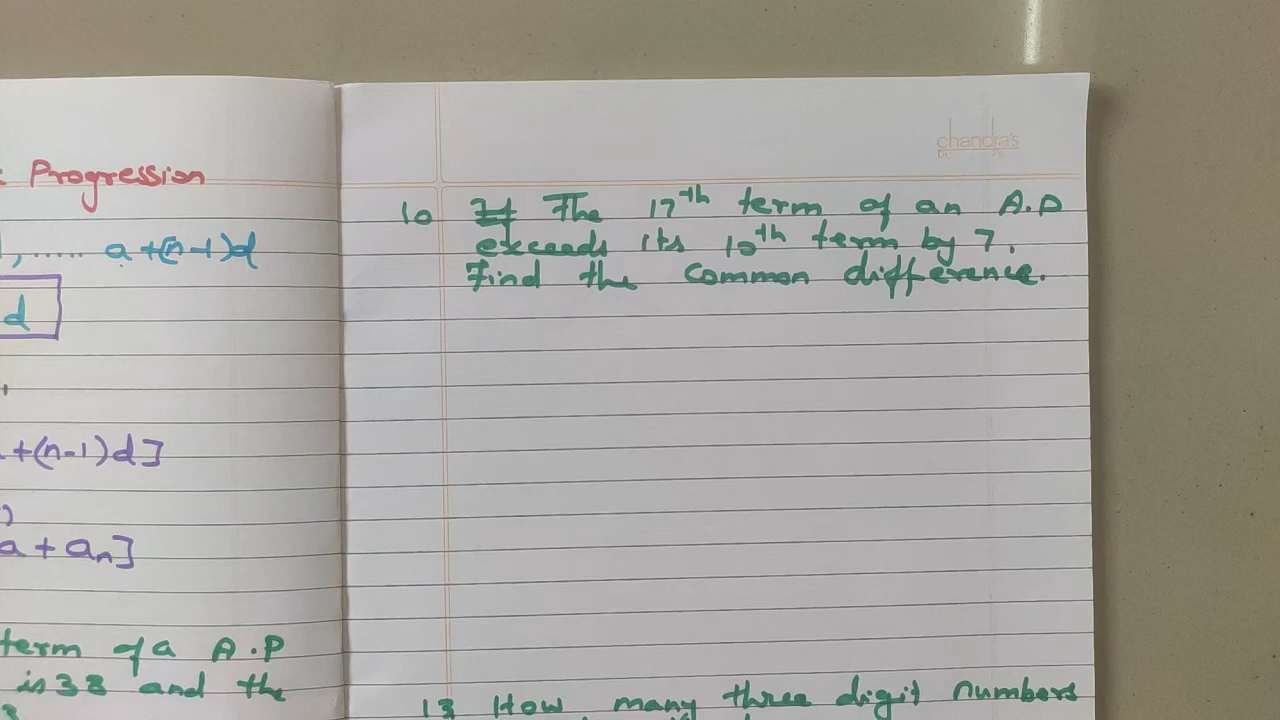 : Progression
, ..... a+(n-1)d
d
+(n-1)d]
a + aₙ]
term of a A.P
is 38 and the
chandra's
10 If The 17th term of an A.P
exceeds its 10th term by 7.
Find the common difference.
13 How many three digit numbers